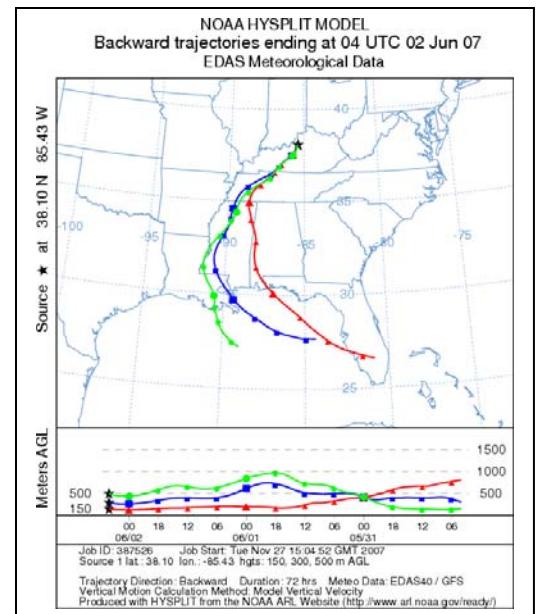 NOAA HYSPLIT MODEL
Backward trajectories ending at 04 UTC 02 Jun 07
EDAS Meteorological Data
Source ★ at 38.10 N 85.43 W
40
35
-100
-95
-90
-85
-80
-75
30
25
Meters AGL
1500
1000
500
500
150
00 18 12 06 00 18 12 06 00 18 12 06
06/02 06/01 05/31
Job ID: 387526 Job Start: Tue Nov 27 15:04:52 GMT 2007
Source 1 lat.: 38.10 lon.: -85.43 hgts: 150, 300, 500 m AGL
Trajectory Direction: Backward Duration: 72 hrs Meteo Data: EDAS40 / GFS
Vertical Motion Calculation Method: Model Vertical Velocity
Produced with HYSPLIT from the NOAA ARL Website (http://www.arl.noaa.gov/ready/)